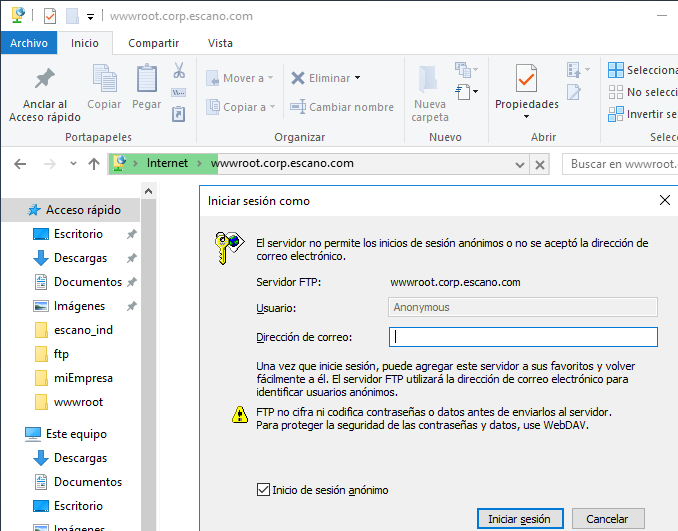 wwwroot.corp.escano.com
Archivo Inicio Compartir Vista
Anclar al Acceso rápido
Copiar
Pegar
Portapapeles
Mover a
Copiar a
Eliminar
Cambiar nombre
Organizar
Nueva carpeta
Nuevo
Propiedades
Abrir
Selecciona
No selecci
Invertir se
Selec
Internet wwwroot.corp.escano.com
Buscar en wwwroot.
Acceso rápido
Escritorio
Descargas
Documentos
Imágenes
escano_ind
ftp
miEmpresa
wwwroot
Este equipo
Descargas
Documentos
Escritorio
Imágenes
Iniciar sesión como
El servidor no permite los inicios de sesión anónimos o no se aceptó la dirección de
correo electrónico.
Servidor FTP: wwwroot.corp.escano.com
Usuario: Anonymous
Dirección de correo:
Una vez que inicie sesión, puede agregar este servidor a sus favoritos y volver
fácilmente a él. El servidor FTP utilizará la dirección de correo electrónico para
identificar usuarios anónimos.
FTP no cifra ni codifica contraseñas o datos antes de enviarlos al servidor.
Para proteger la seguridad de las contraseñas y datos, use WebDAV.
Inicio de sesión anónimo
Iniciar sesión Cancelar